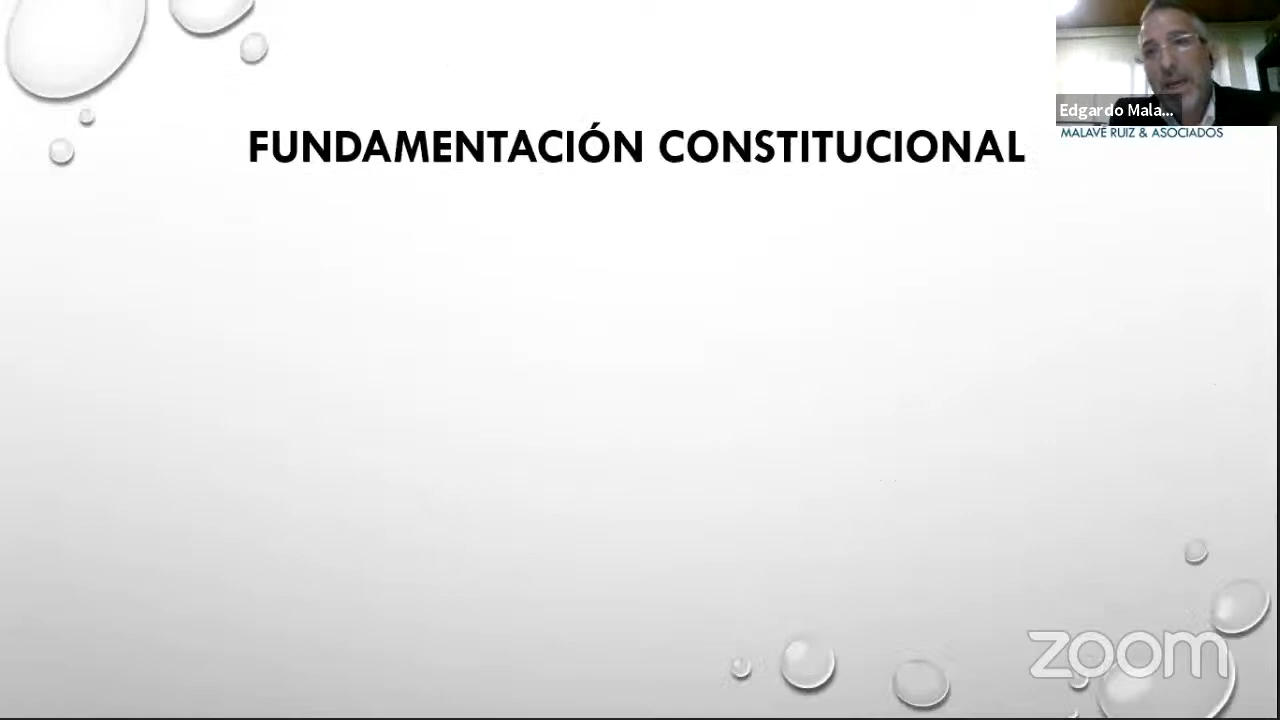 Edgardo Mala...
MALAVÉ RUIZ & ASOCIADOS
FUNDAMENTACIÓN CONSTITUCIONAL
zoom